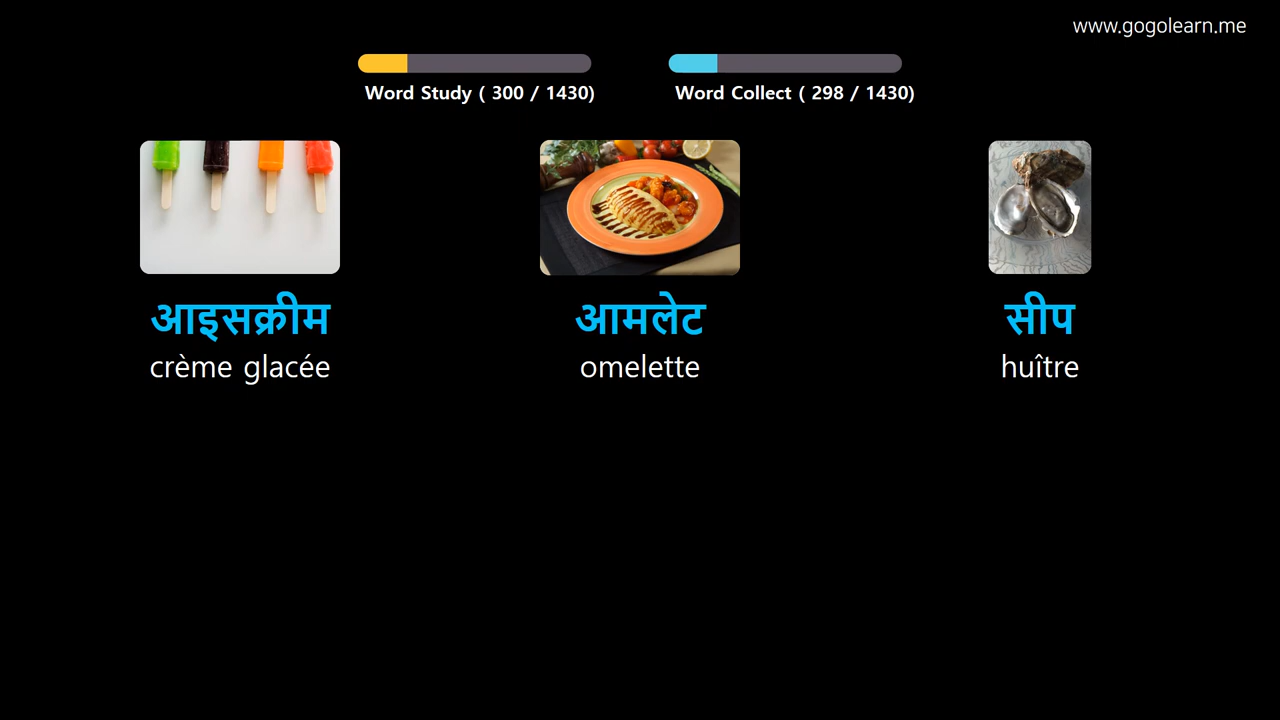 www.gogolearn.me
Word Study ( 300 / 1430)
Word Collect ( 298 / 1430)
आइसक्रीम
crème glacée
आमलेट
omelette
सीप
huître